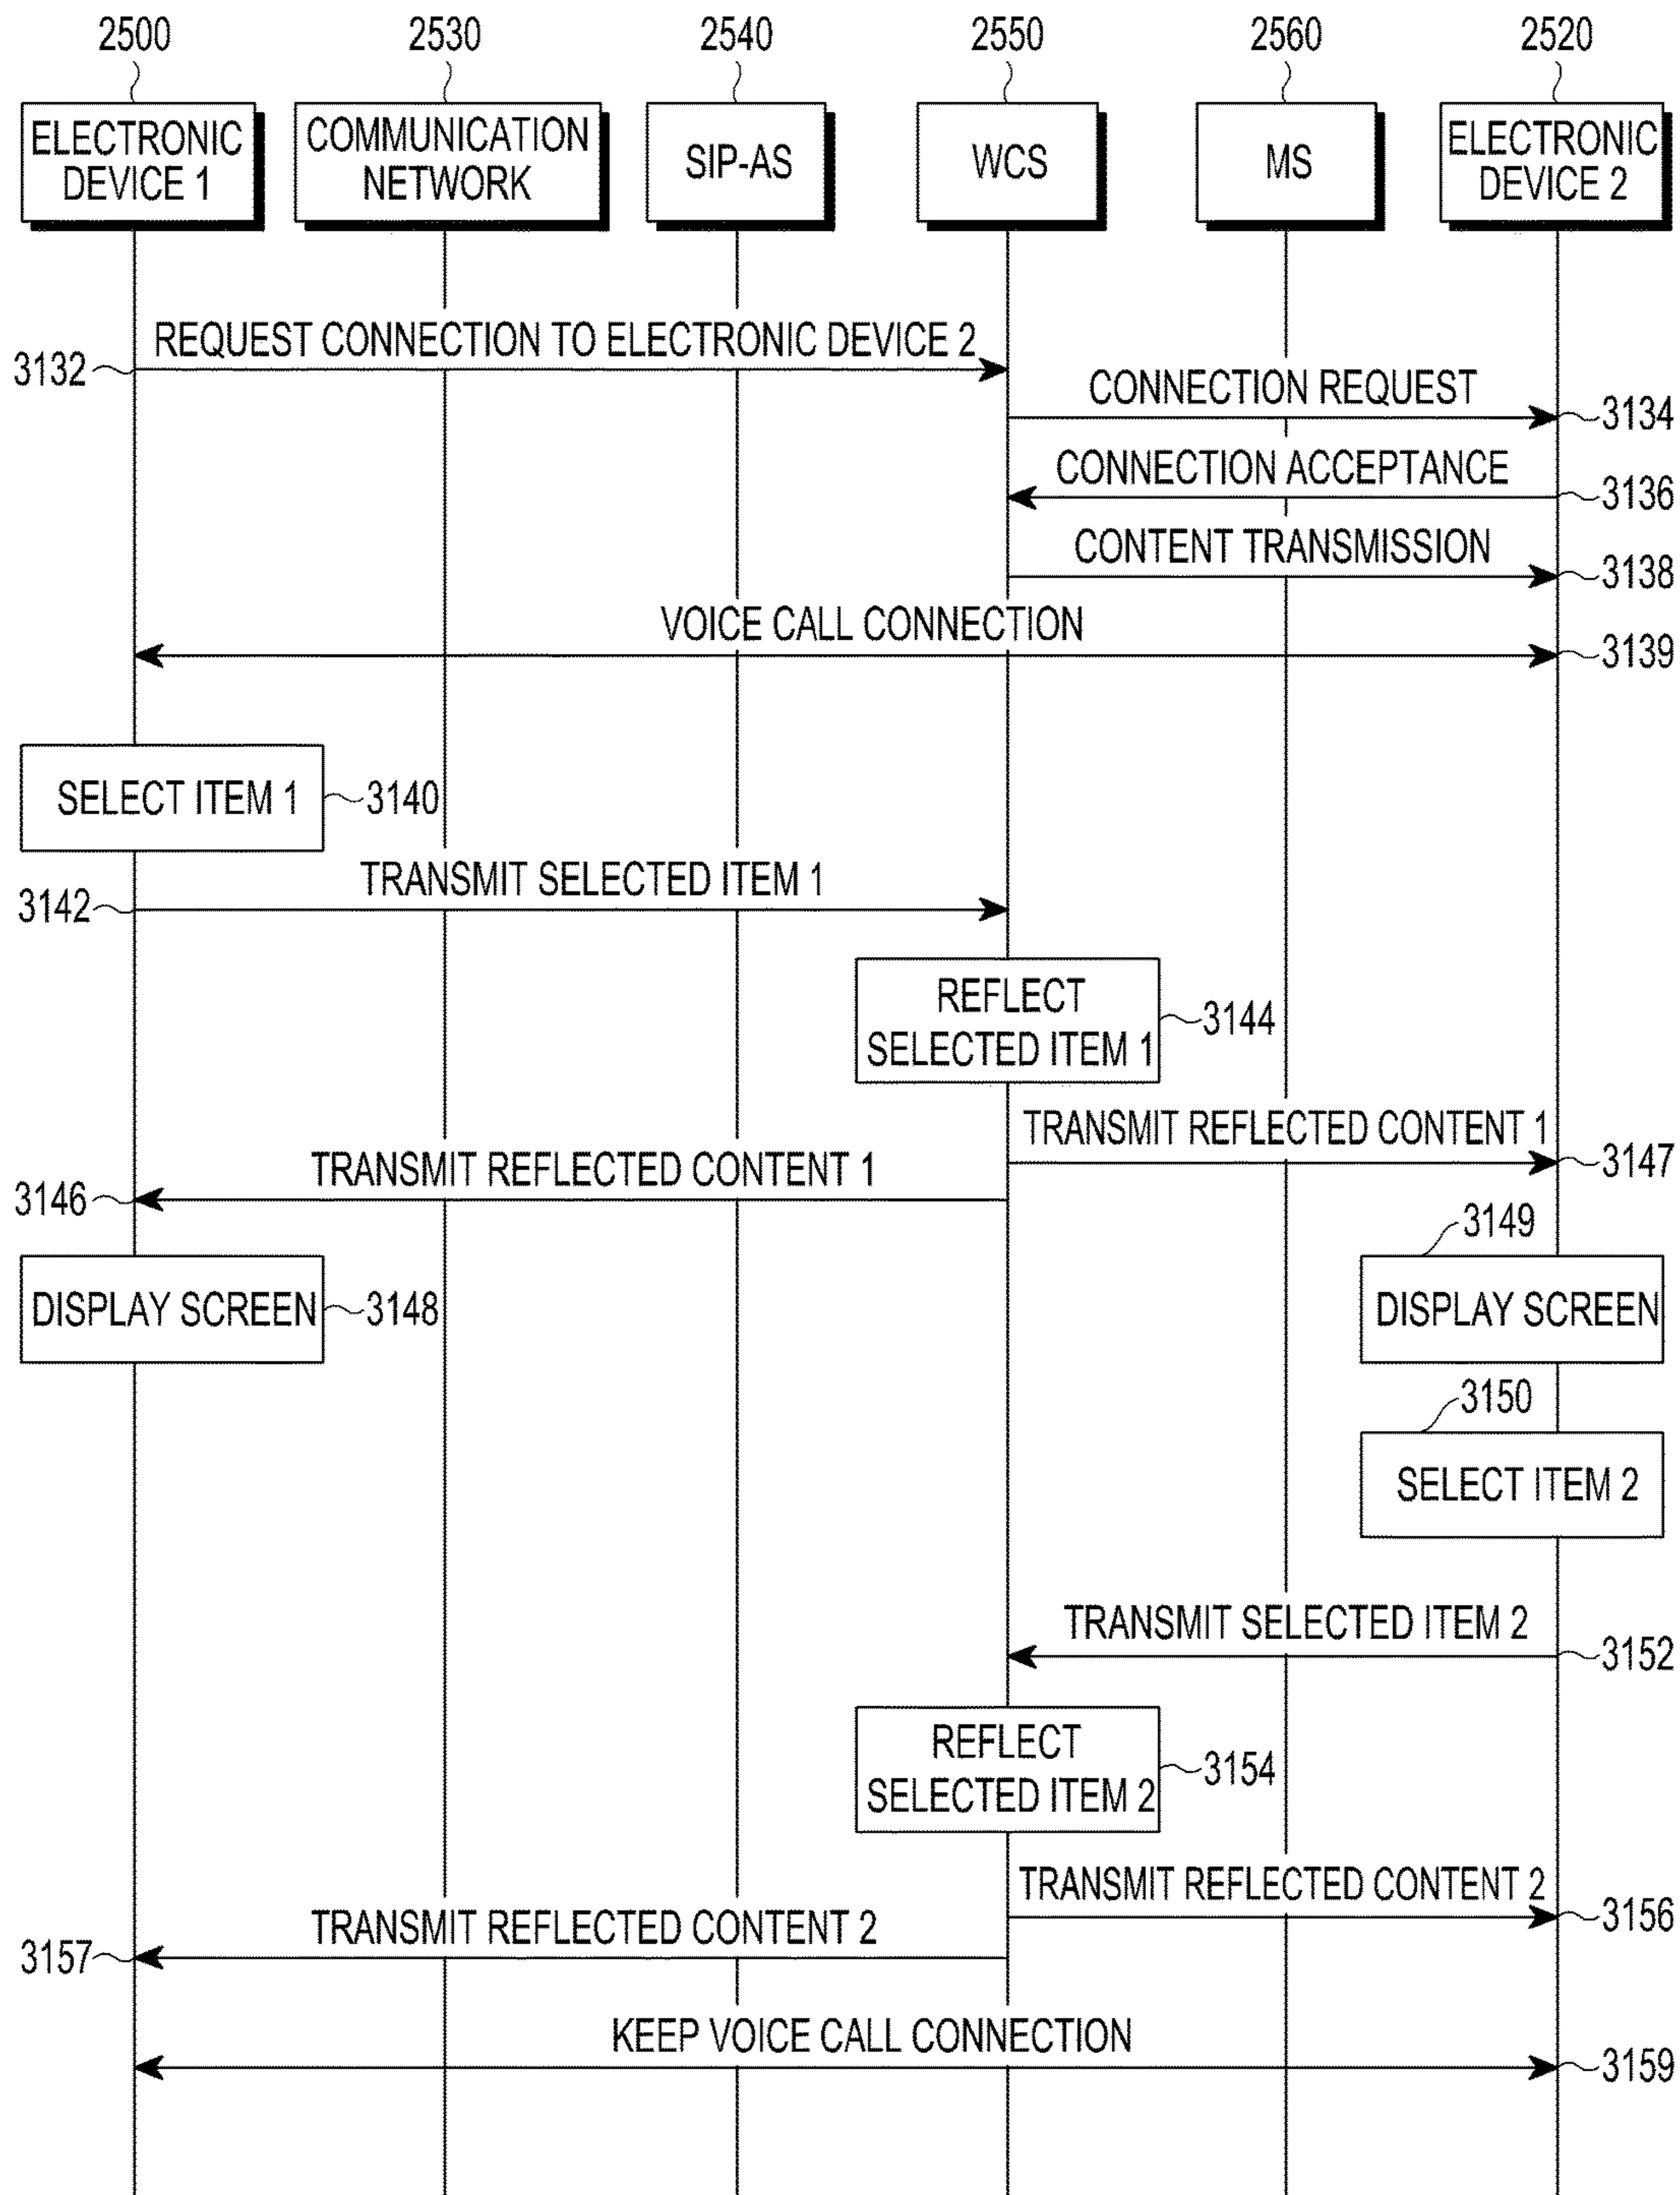 2500
2530
2540
2550
2560
2520
ELECTRONIC
DEVICE 1
COMMUNICATION
NETWORK
SIP-AS
WCS
MS
ELECTRONIC
DEVICE 2
REQUEST CONNECTION TO ELECTRONIC DEVICE 2
3132
CONNECTION REQUEST
3134
CONNECTION ACCEPTANCE
3136
CONTENT TRANSMISSION
3138
VOICE CALL CONNECTION
3139
SELECT ITEM 1
3140
TRANSMIT SELECTED ITEM 1
3142
REFLECT
SELECTED ITEM 1
3144
TRANSMIT REFLECTED CONTENT 1
3147
TRANSMIT REFLECTED CONTENT 1
3146
3149
DISPLAY SCREEN
3148
DISPLAY SCREEN
3150
SELECT ITEM 2
TRANSMIT SELECTED ITEM 2
3152
REFLECT
SELECTED ITEM 2
3154
TRANSMIT REFLECTED CONTENT 2
3156
TRANSMIT REFLECTED CONTENT 2
3157
KEEP VOICE CALL CONNECTION
3159